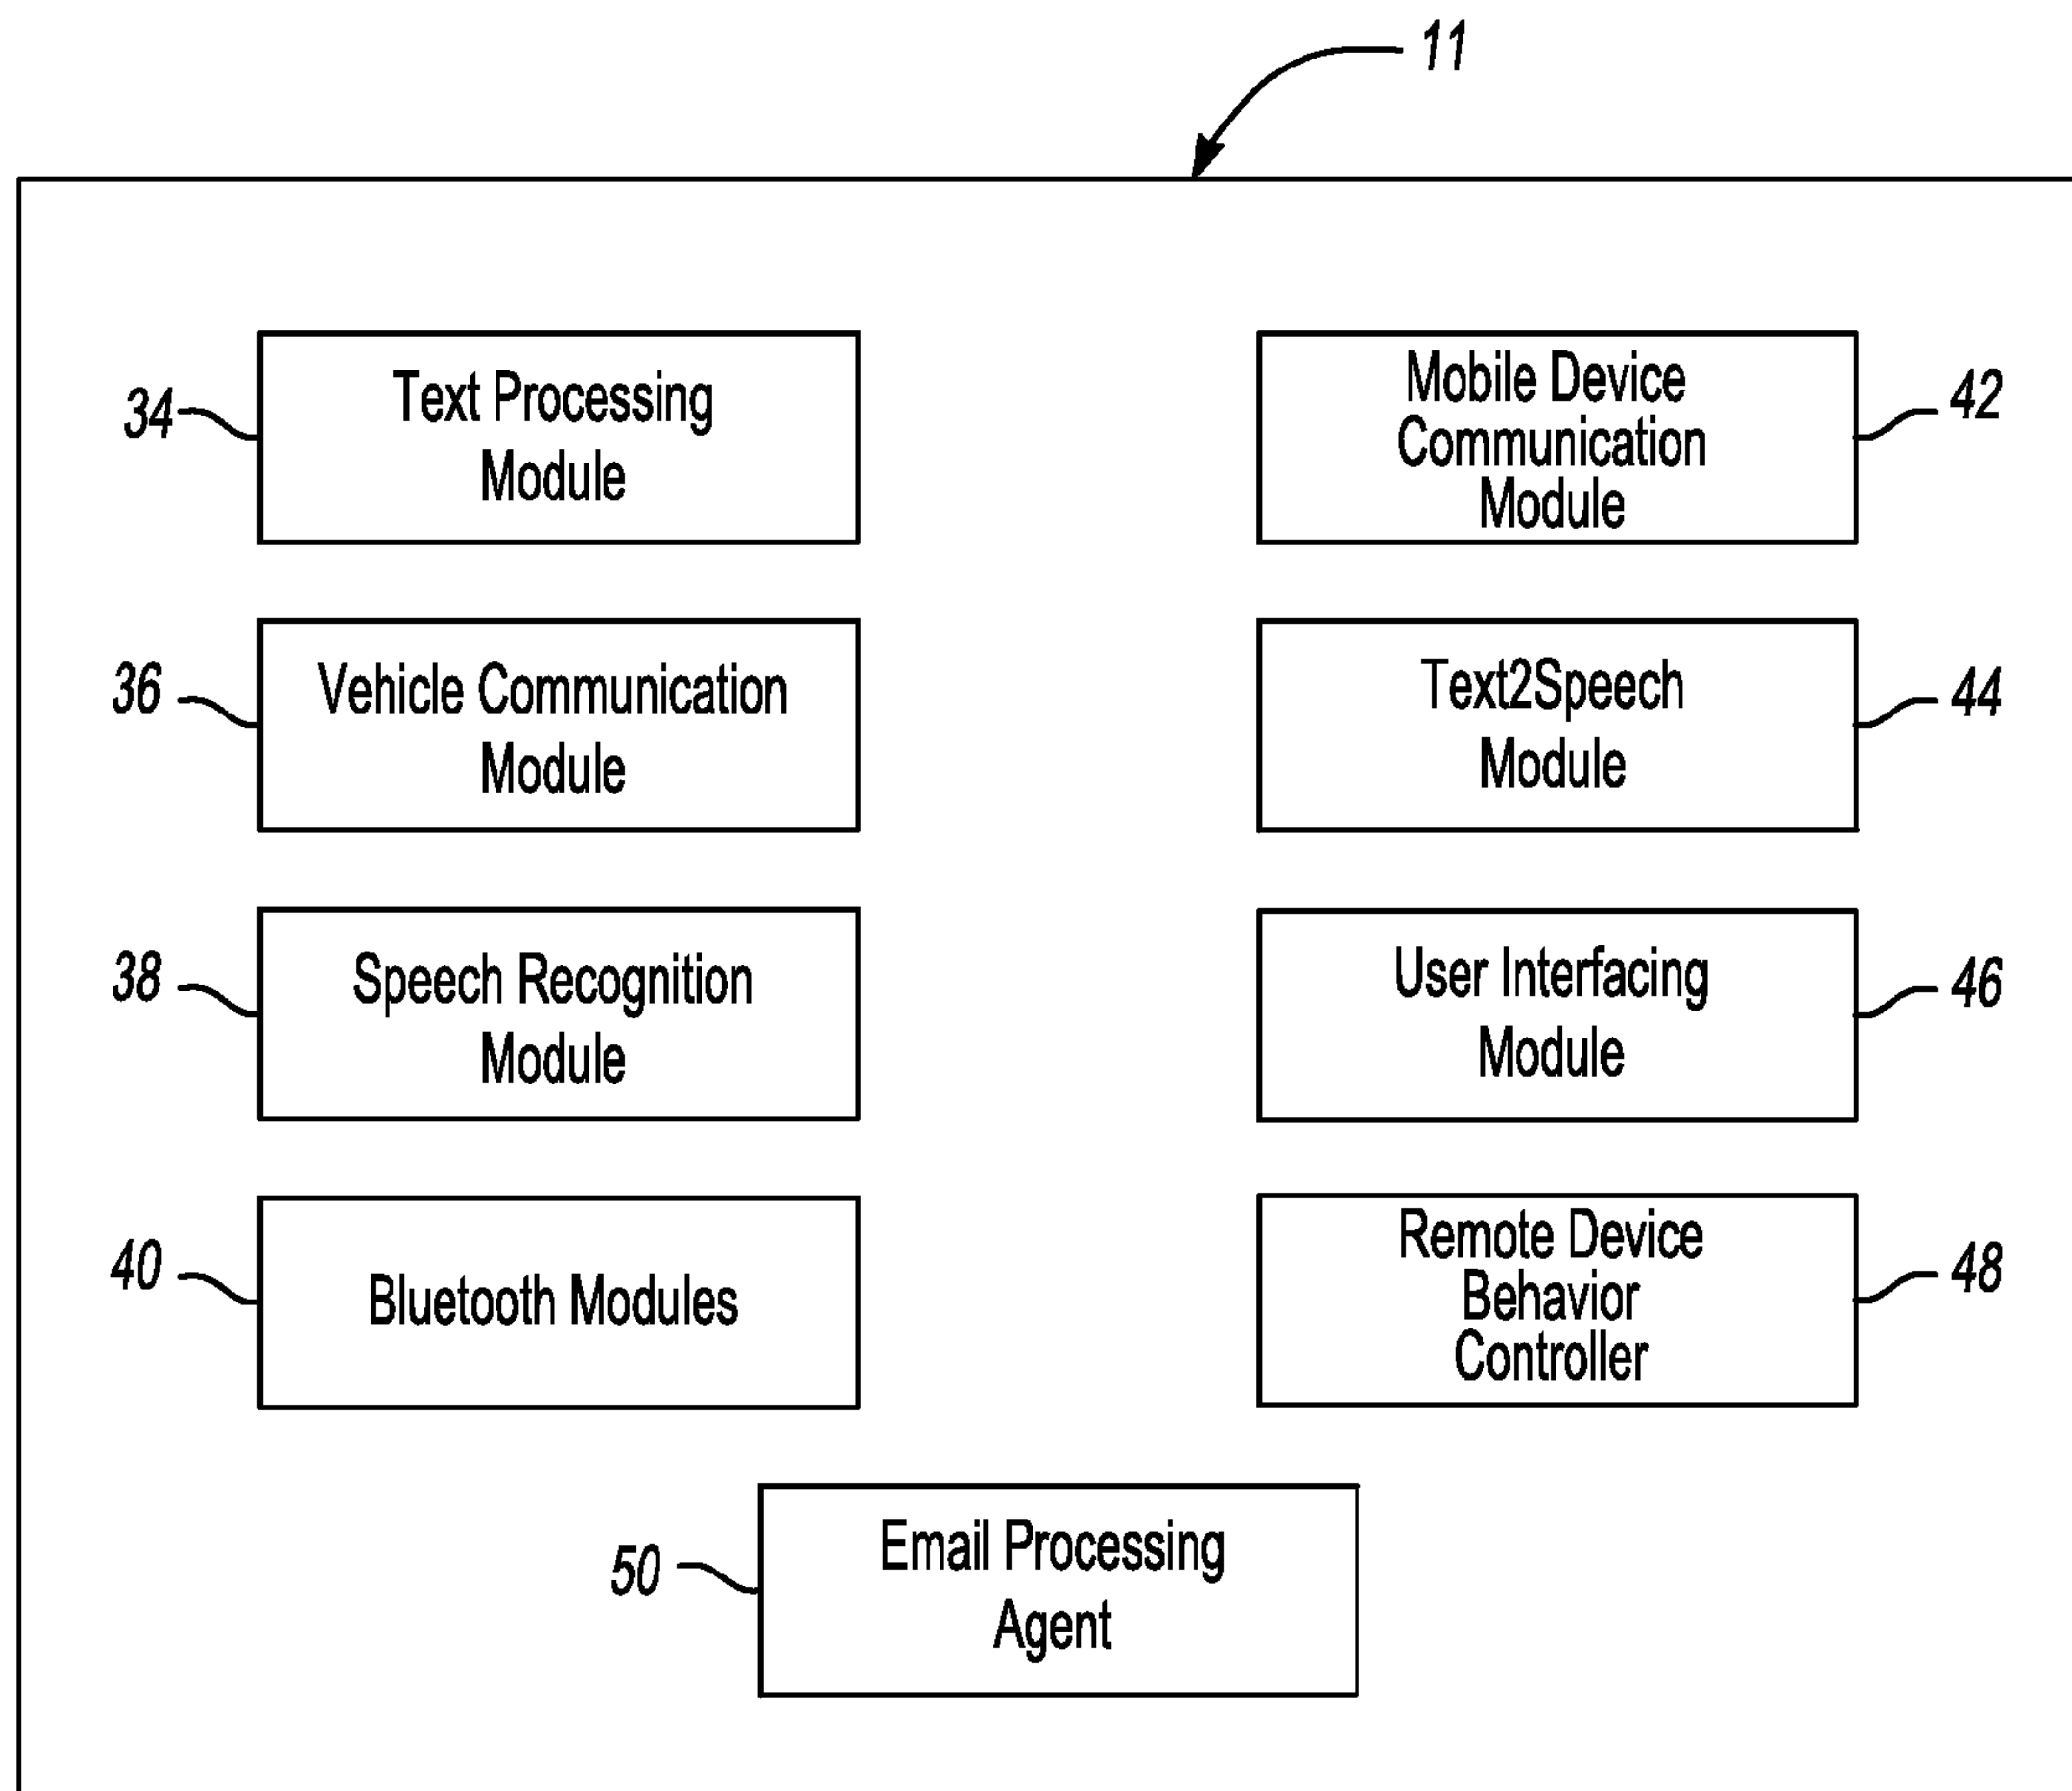 11
34
Text Processing
Module
36
Vehicle Communication
Module
38
Speech Recognition
Module
40
Bluetooth Modules
Mobile Device
Communication
Module
42
Text2Speech
Module
44
User Interfacing
Module
46
Remote Device
Behavior
Controller
48
50
Email Processing
Agent